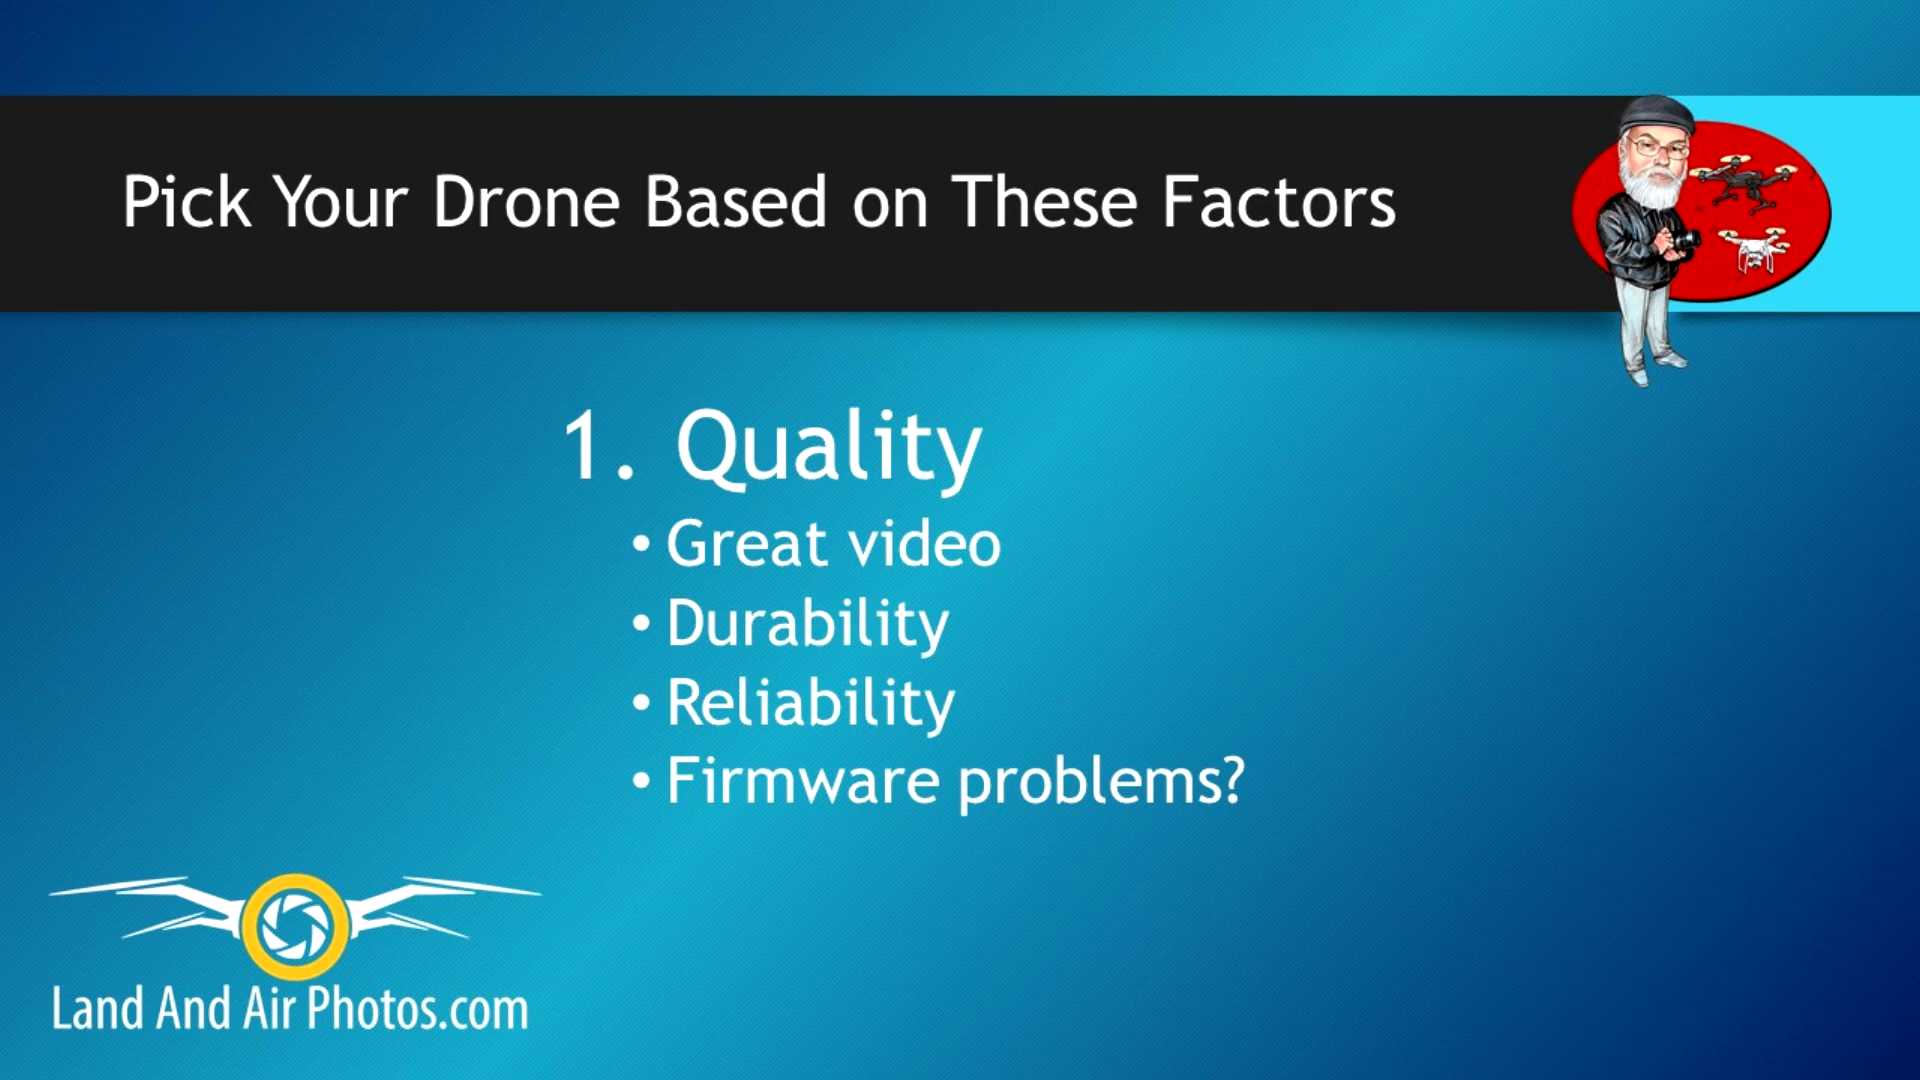 Pick Your Drone Based on These Factors
1. Quality
• Great video
• Durability
• Reliability
• Firmware problems?
Land And Air Photos.com